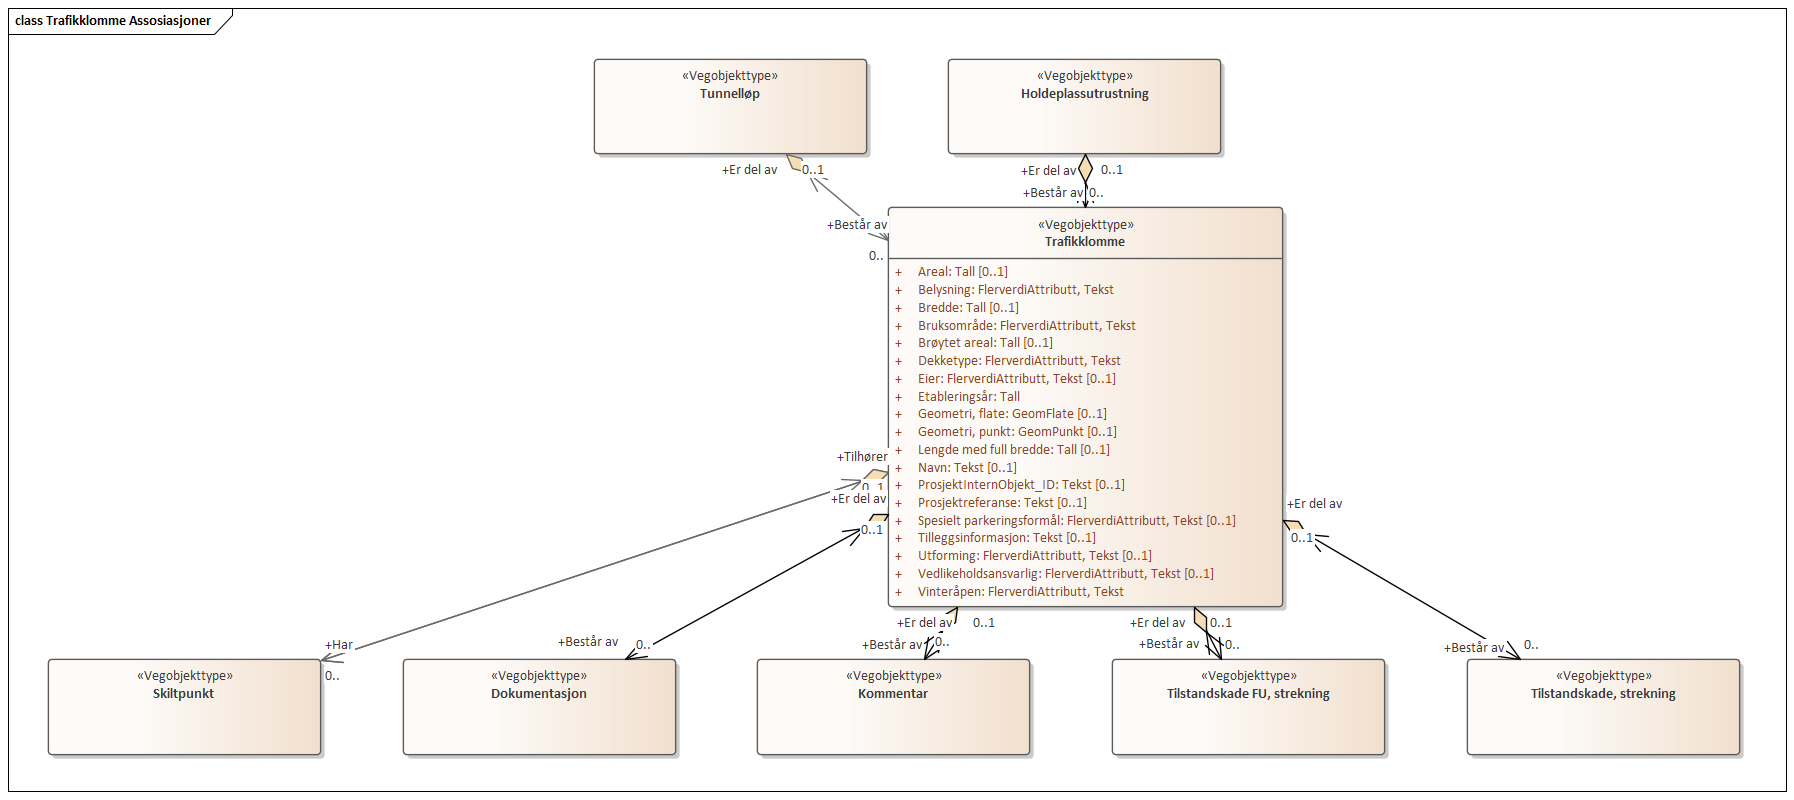 class Trafikklomme Assosiasjoner
«Vegobjekttype»
Tunnelløp
«Vegobjekttype»
Holdeplassutrustning
+Er del av
0..1
+Er del av
0..1
+Består av
0..
+Består av
0..
«Vegobjekttype»
Trafikklomme
+ Areal: Tall [0..1]
+ Belysning: FlerverdiAttributt, Tekst
+ Bredde: Tall [0..1]
+ Bruksområde: FlerverdiAttributt, Tekst
+ Brøytet areal: Tall [0..1]
+ Dekketype: FlerverdiAttributt, Tekst
+ Eier: FlerverdiAttributt, Tekst [0..1]
+ Etableringsår: Tall
+ Geometri, flate: GeomFlate [0..1]
+ Geometri, punkt: GeomPunkt [0..1]
+ Lengde med full bredde: Tall [0..1]
+ Navn: Tekst [0..1]
+ ProsjektInternObjekt_ID: Tekst [0..1]
+ Prosjektreferanse: Tekst [0..1]
+ Spesielt parkeringsformål: FlerverdiAttributt, Tekst [0..1]
+ Tilleggsinformasjon: Tekst [0..1]
+ Utforming: FlerverdiAttributt, Tekst [0..1]
+ Vedlikeholdsansvarlig: FlerverdiAttributt, Tekst [0..1]
+ Vinteråpen: FlerverdiAttributt, Tekst
+Tilhører
0..1
+Er del av
0..1
+Er del av
0..1
+Er del av
0..1
+Er del av
0..1
+Har
0..
+Består av
0..
+Består av
0..
+Består av
0..
+Består av
0..
«Vegobjekttype»
Skiltpunkt
«Vegobjekttype»
Dokumentasjon
«Vegobjekttype»
Kommentar
«Vegobjekttype»
Tilstandskade FU, strekning
«Vegobjekttype»
Tilstandskade, strekning